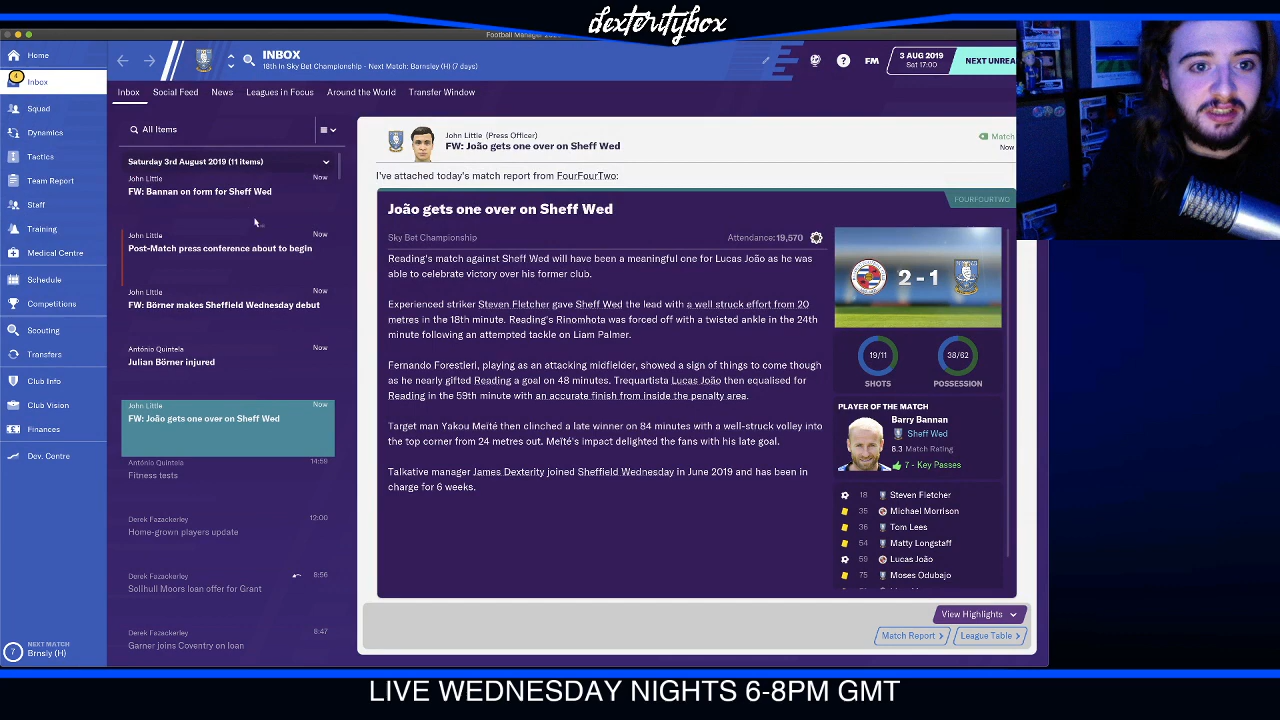 dexteritybox
Football Manager 20
Home
4
Inbox
Squad
Dynamics
Tactics
Team Report
Staff
Training
Medical Centre
Schedule
Competitions
Scouting
Transfers
Club Info
Club Vision
Finances
Dev. Centre
NEXT MATCH
Brnsly (H)
INBOX
18th In Sky Bet Championship - Next Match: Barnsley (H) (7 days)
?
FM
3 AUG 2019
Sat 17:00
NEXT UNREA
Inbox
Social Feed
News
Leagues in Focus
Around the World
Transfer Window
All Items
Saturday 3rd August 2019 (11 items)
John Little
Now
FW: Bannan on form for Sheff Wed
John Little
Now
Post-Match press conference about to begin
John Little
Now
FW: Börner makes Sheffield Wednesday debut
António Quintela
Now
Julian Börner injured
John Little
Now
FW: João gets one over on Sheff Wed
António Quintela
14:59
Fitness tests
Derek Fazackerley
12:00
Home-grown players update
Derek Fazackerley
8:56
Solihull Moors loan offer for Grant
Derek Fazackerley
8:47
Garner joins Coventry on loan
John Little (Press Officer)
FW: João gets one over on Sheff Wed
Match
Now
I've attached today's match report from FourFourTwo:
FOURFOURTWO
João gets one over on Sheff Wed
Sky Bet Championship
Attendance: 19,570
Reading's match against Sheff Wed will have been a meaningful one for Lucas João as he was
able to celebrate victory over his former club.
Experienced striker Steven Fletcher gave Sheff Wed the lead with a well struck effort from 20
metres in the 18th minute. Reading's Rinomhota was forced off with a twisted ankle in the 24th
minute following an attempted tackle on Liam Palmer.
Fernando Forestieri, playing as an attacking midfielder, showed a sign of things to come though
as he nearly gifted Reading a goal on 48 minutes. Trequartista Lucas João then equalised for
Reading in the 59th minute with an accurate finish from inside the penalty area.
Target man Yakou Meïté then clinched a late winner on 84 minutes with a well-struck volley into
the top corner from 24 metres out. Meïté's impact delighted the fans with his late goal.
Talkative manager James Dexterity joined Sheffield Wednesday in June 2019 and has been in
charge for 6 weeks.
2 - 1
19/11
SHOTS
38/62
POSSESSION
PLAYER OF THE MATCH
Barry Bannan
Sheff Wed
8.3 Match Rating
7 - Key Passes
18 Steven Fletcher
35 Michael Morrison
36 Tom Lees
54 Matty Longstaff
59 Lucas João
75 Moses Odubajo
View Highlights
Match Report
League Table
LIVE WEDNESDAY NIGHTS 6-8PM GMT